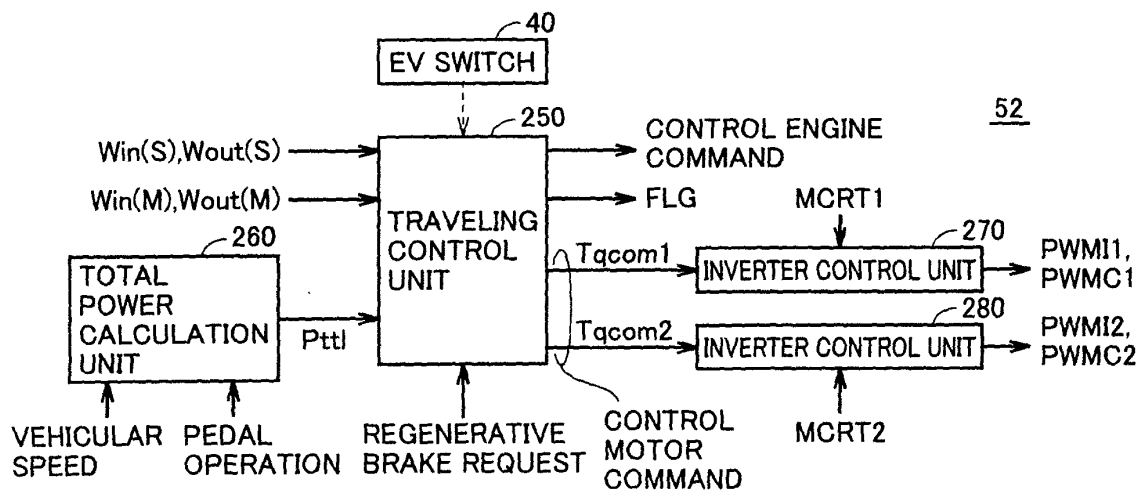 40
EV SWITCH
52
250
CONTROL ENGINE
COMMAND
Win(S),Wout(S)
Win(M),Wout(M)
FLG
MCRT1
TRAVELING
CONTROL
UNIT
260
TOTAL
POWER
CALCULATION
UNIT
Pttl
Tqcom1
270
INVERTER CONTROL UNIT
PWMI1,
PWMC1
Tqcom2
280
INVERTER CONTROL UNIT
PWMI2,
PWMC2
VEHICULAR
SPEED
PEDAL
OPERATION
REGENERATIVE
BRAKE REQUEST
CONTROL
MOTOR
COMMAND
MCRT2